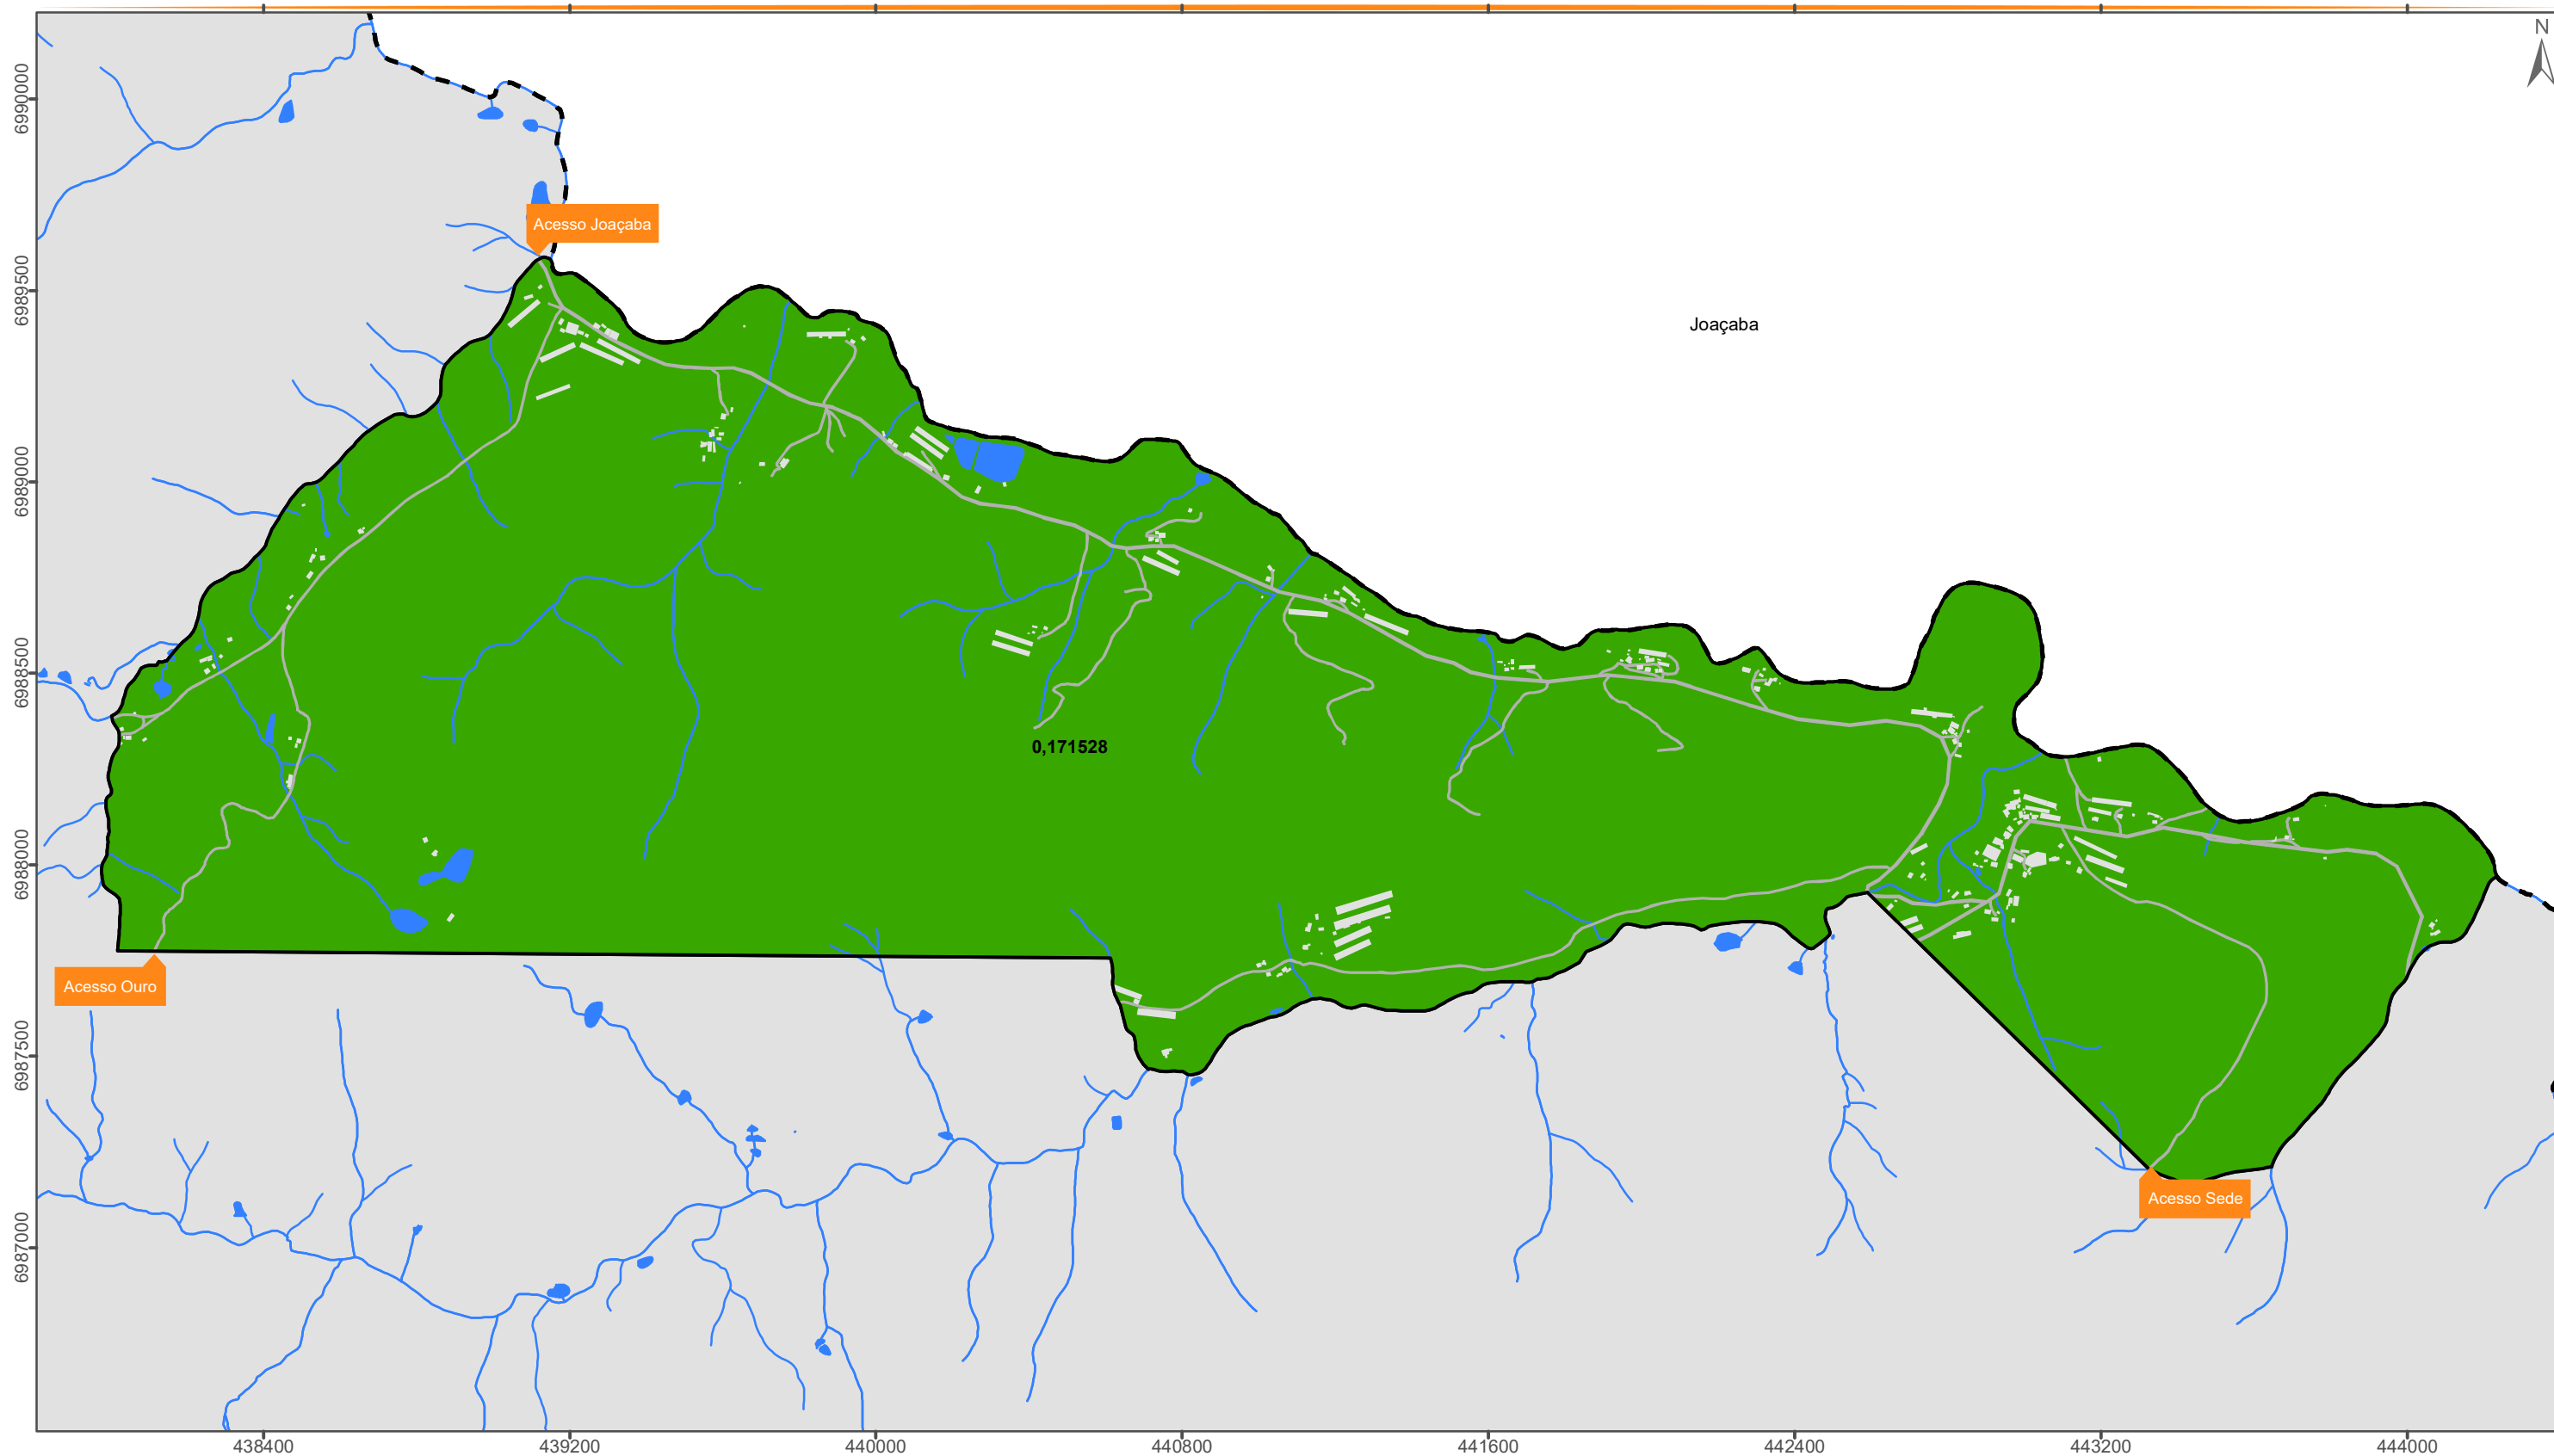 N
6990000
Acesso Joaçaba
6989500
Joaçaba
6989000
6988500
0,171528
6988000
Acesso Ouro
6987500
Acesso Sede
6987000
438400 439200 440000 440800 441600 442400 443200 444000